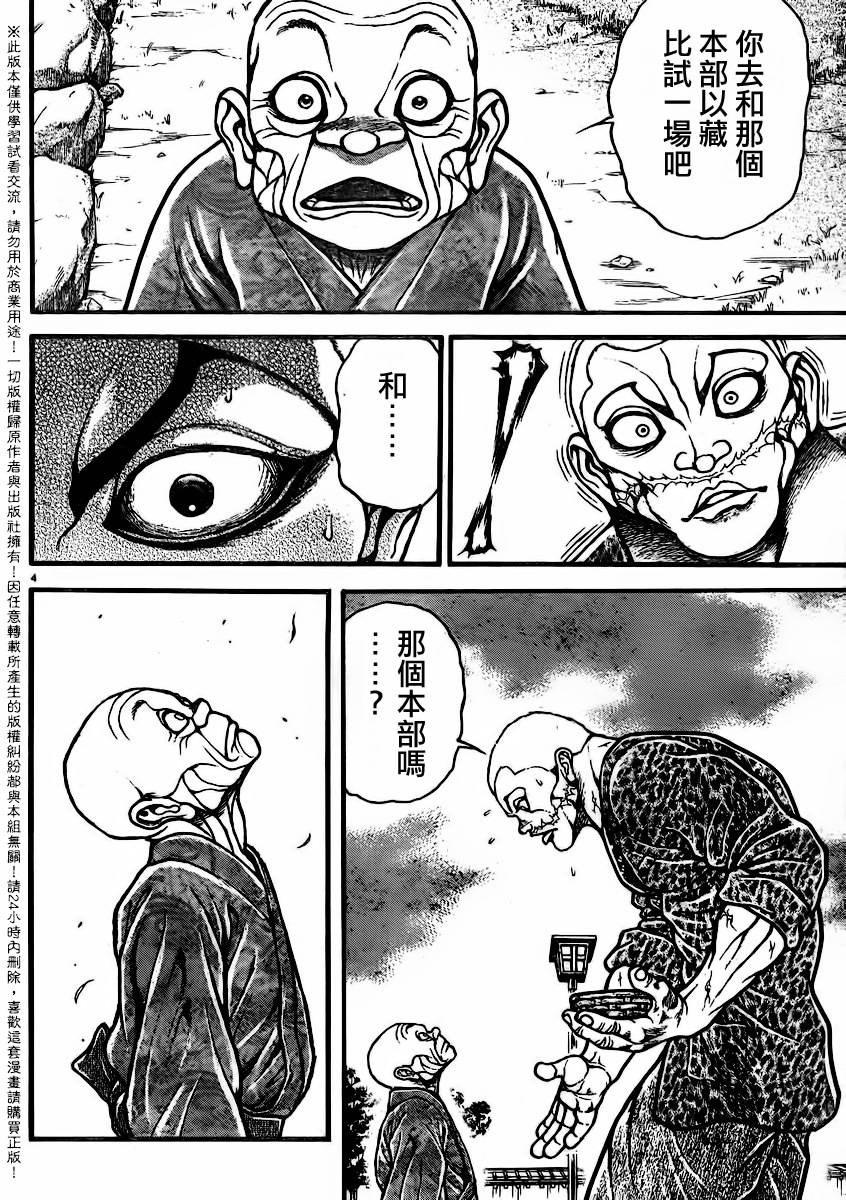 你去和那個
本部以藏
比試一場吧
和……
那個本部嗎
……?
4
※此版本僅供學習試看交流，請勿用於商業用途！一切版權歸原作者與出版社擁有！因任意轉載所產生的版權糾紛都與本組無關！請24小時內刪除，喜歡這套漫畫請購買正版！